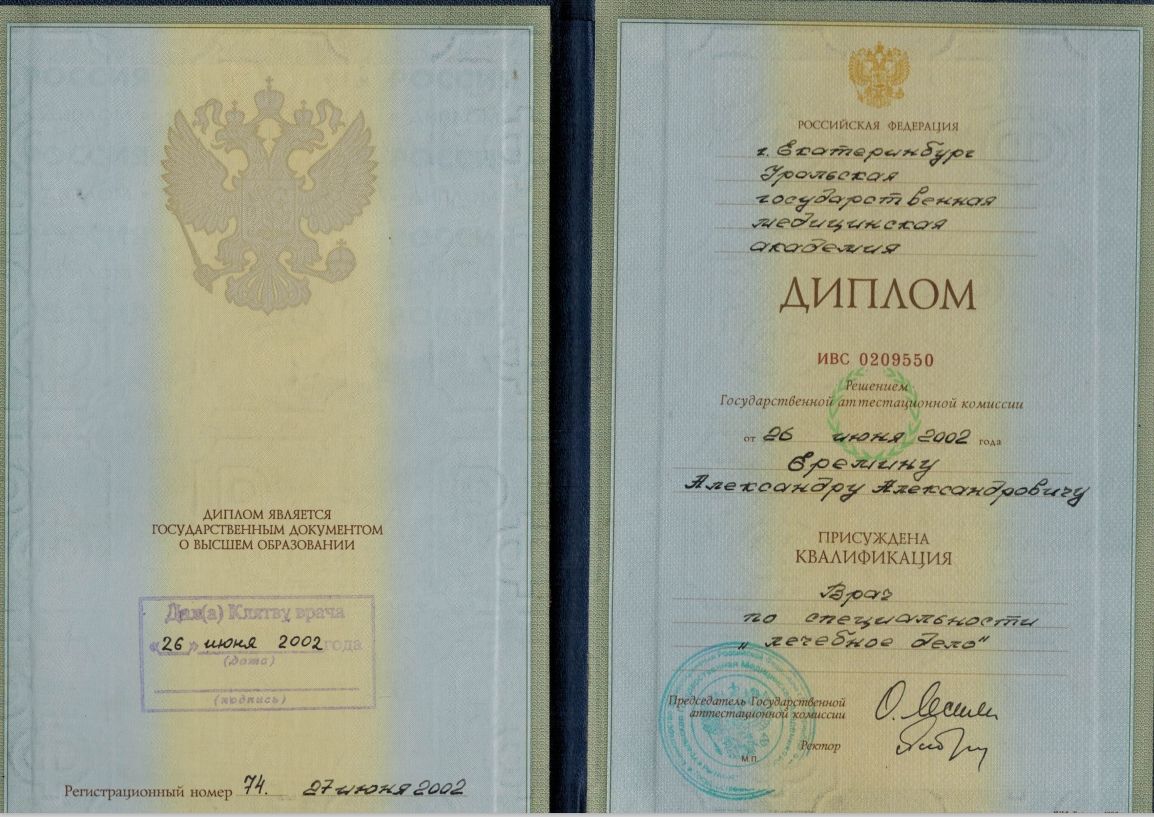 ДИПЛОМ ЯВЛЯЕТСЯ
ГОСУДАРСТВЕННЫМ ДОКУМЕНТОМ
О ВЫСШЕМ ОБРАЗОВАНИИ
Дал(а) Клятву врача
«26» июня 2002 года
(дата)
(подпись)
Регистрационный номер 74. 27 июня 2002
РОССИЙСКАЯ ФЕДЕРАЦИЯ
г. Екатеринбург
Уральская
государственная
медицинская
академия
ДИПЛОМ
ИВС 0209550
Решением
Государственной аттестационной комиссии
от 26 июня 2002 года
Еремину
Александру Александровичу
ПРИСУЖДЕНА
КВАЛИФИКАЦИЯ
Врач
по специальности
„лечебное дело"
Председатель Государственной
аттестационной комиссии
Ректор
М.П.